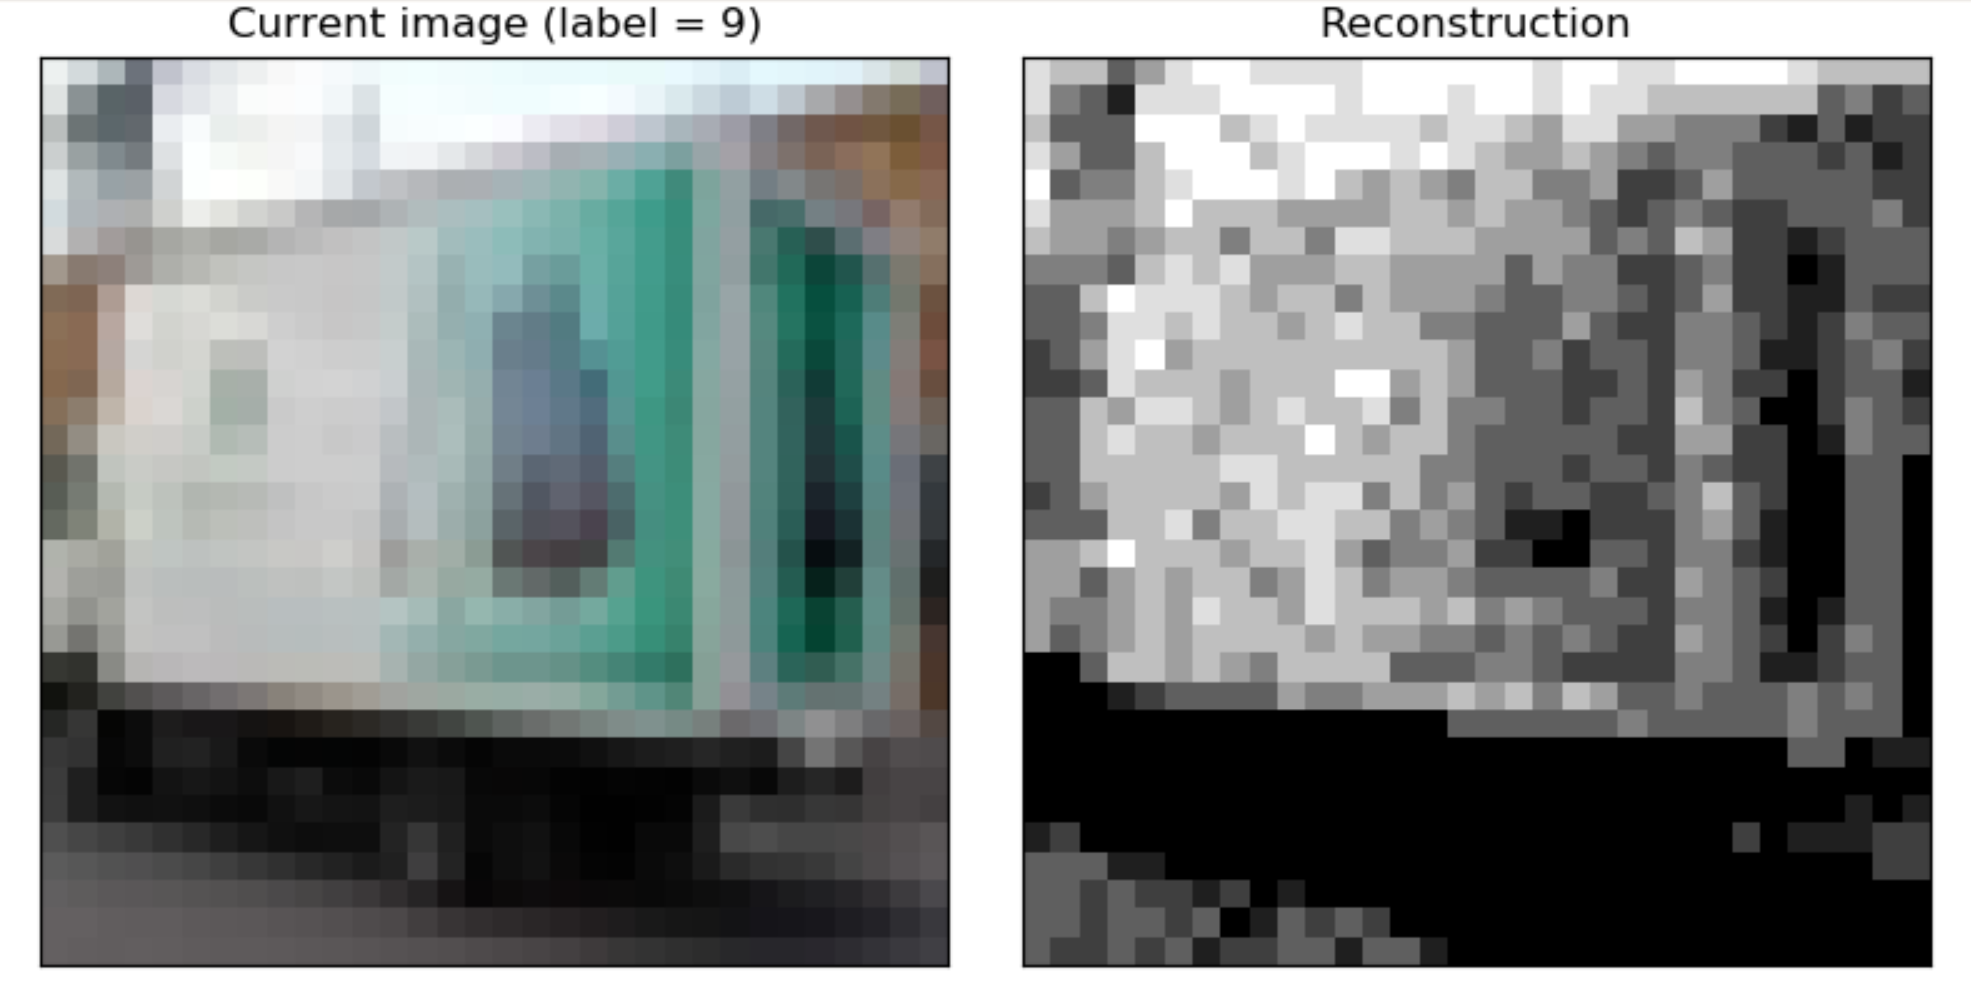 Current image (label = 9)
Reconstruction